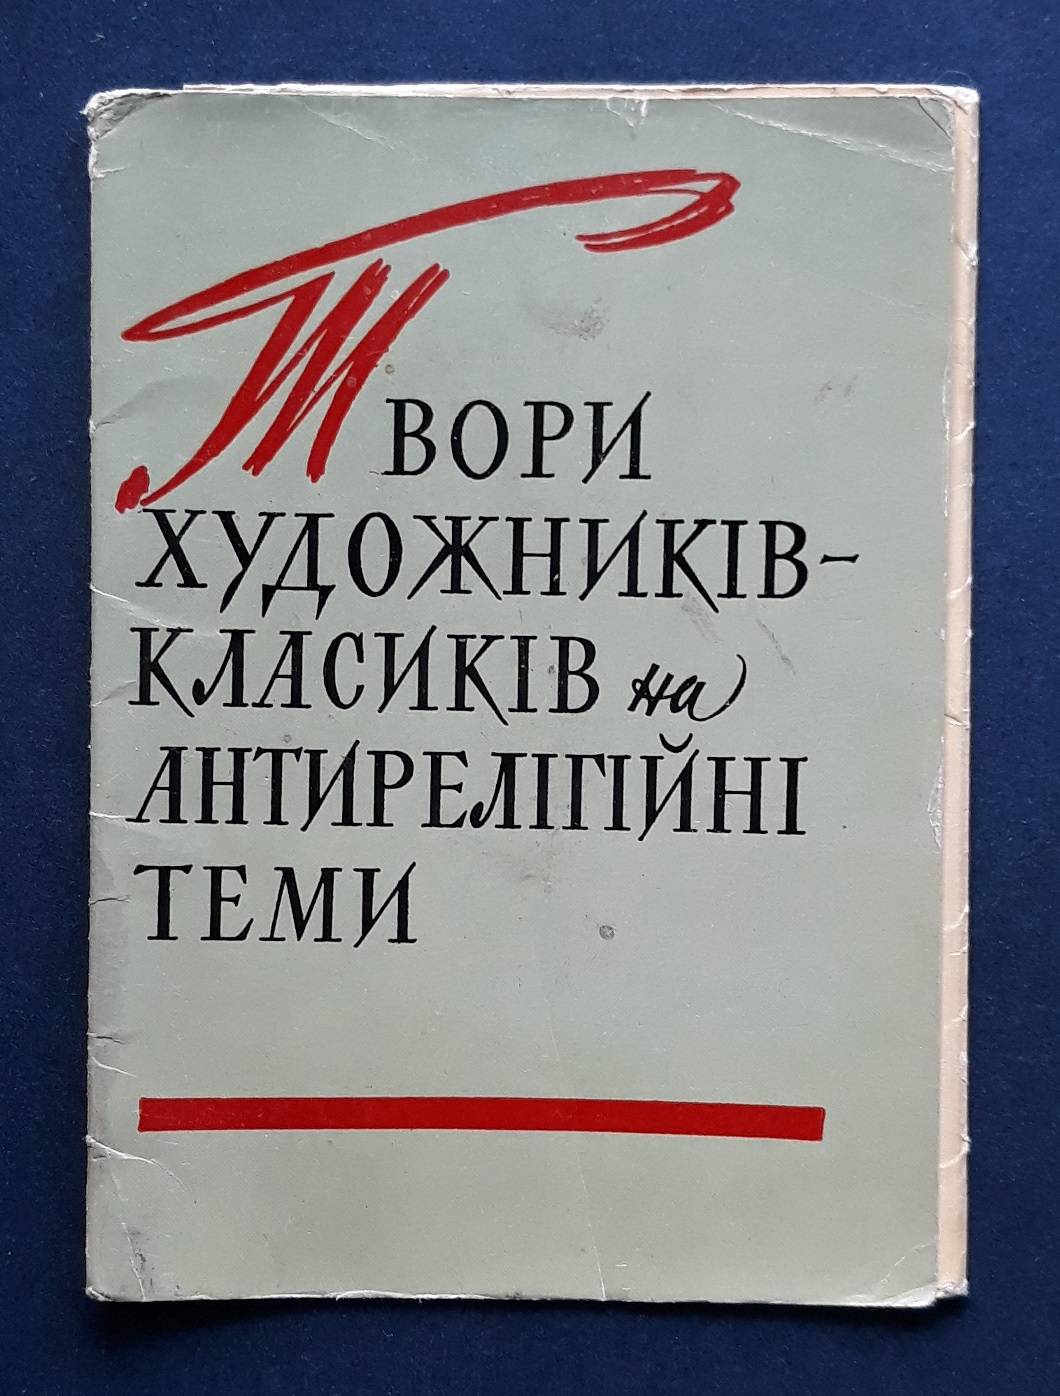 ТВОРИ
ХУДОЖНИКІВ-
КЛАСИКІВ на
АНТИРЕЛІГІЙНІ
ТЕМИ